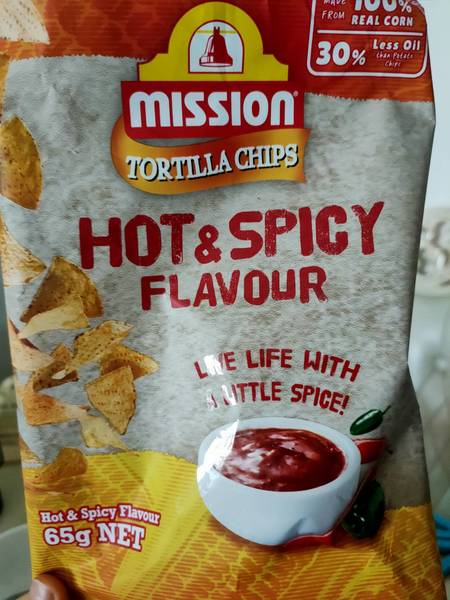 MADE 100%
FROM REAL CORN
30% Less Oil
than Potato
Chips
MISSION®
TORTILLA CHIPS
HOT & SPICY
FLAVOUR
LIVE LIFE WITH
A LITTLE SPICE!
Hot & Spicy Flavour
65g NET